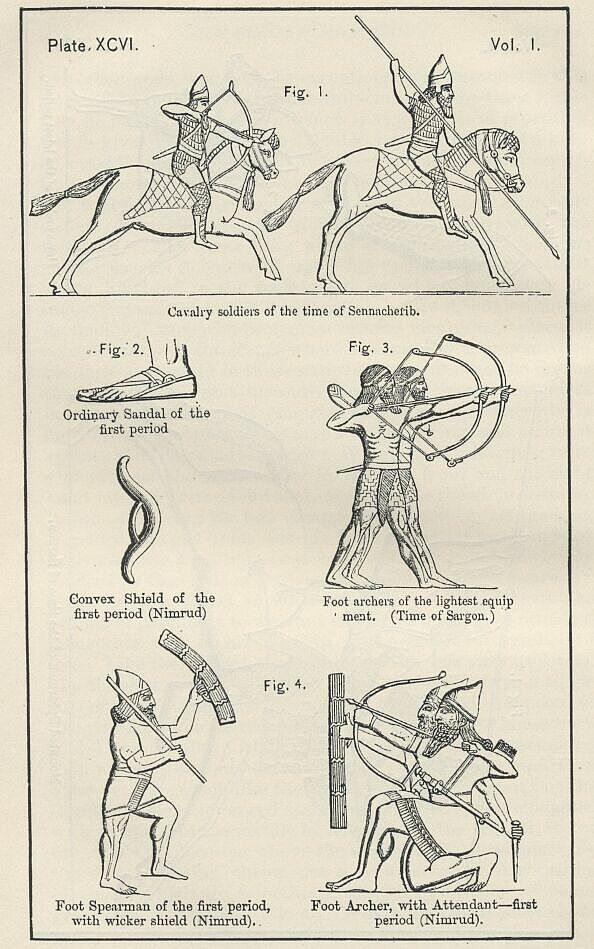 Plate. XCVI.
Vol. I.
Fig. 1.
Cavalry soldiers of the time of Sennacherib.
Fig. 2.
Ordinary Sandal of the
first period
Fig. 3.
Convex Shield of the
first period (Nimrud)
Foot archers of the lightest equip
ment. (Time of Sargon.)
Fig. 4.
Foot Spearman of the first period,
with wicker shield (Nimrud).
Foot Archer, with Attendant—first
period (Nimrud).